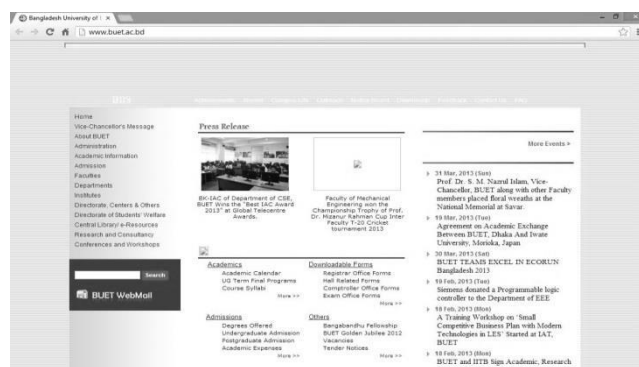 Bangladesh University of
www.buet.ac.bd
Home
Vice-Chancellor's Message
About BUET
Administration
Academic Information
Admission
Faculties
Departments
Institutes
Directorate, Centers & Others
Directorate of Students' Welfare
Central Library/ e-Resources
Research and Consultancy
Conferences and Workshops
Search
BUET WebMail
Press Release
EK-IAC of Department of CSE,
BUET Wins the "Best IAC Award
2013" at Global Telecentre
Awards.
Faculty of Mechanical
Engineering won the
Championship Trophy of Prof.
Dr. Mizanur Rahman Cup Inter
Faculty T-20 Cricket
tournament 2013
Academics
Academic Calendar
UG Term Final Programs
Course Syllabi
More >>
Downloadable Forms
Registrar Office Forms
Hall Related Forms
Comptroller Office Forms
Exam Office Forms
More >>
Admissions
Degrees Offered
Undergraduate Admission
Postgraduate Admission
Academic Expenses
More >>
Others
Bangabandhu Fellowship
BUET Golden Jubilee 2012
Vacancies
Tender Notices
More >>
More Events >
31 Mar, 2013 (Sun)
Prof. Dr. S. M. Nazrul Islam, Vice-
Chancellor, BUET along with other Faculty
members placed floral wreaths at the
National Memorial at Savar.
19 Mar, 2013 (Tue)
Agreement on Academic Exchange
Between BUET, Dhaka And Iwate
University, Morioka, Japan
30 Mar, 2013 (Sat)
BUET TEAMS EXCEL IN ECORUN
Bangladesh 2013
19 Feb, 2013 (Tue)
Siemens donated a Programmable logic
controller to the Department of EEE
18 Feb, 2013 (Mon)
A Training Workshop on 'Small
Competitive Business Plan with Modern
Technologies in LES' Started at IAT,
BUET
18 Feb, 2013 (Mon)
BUET and IITB Sign Academic, Research